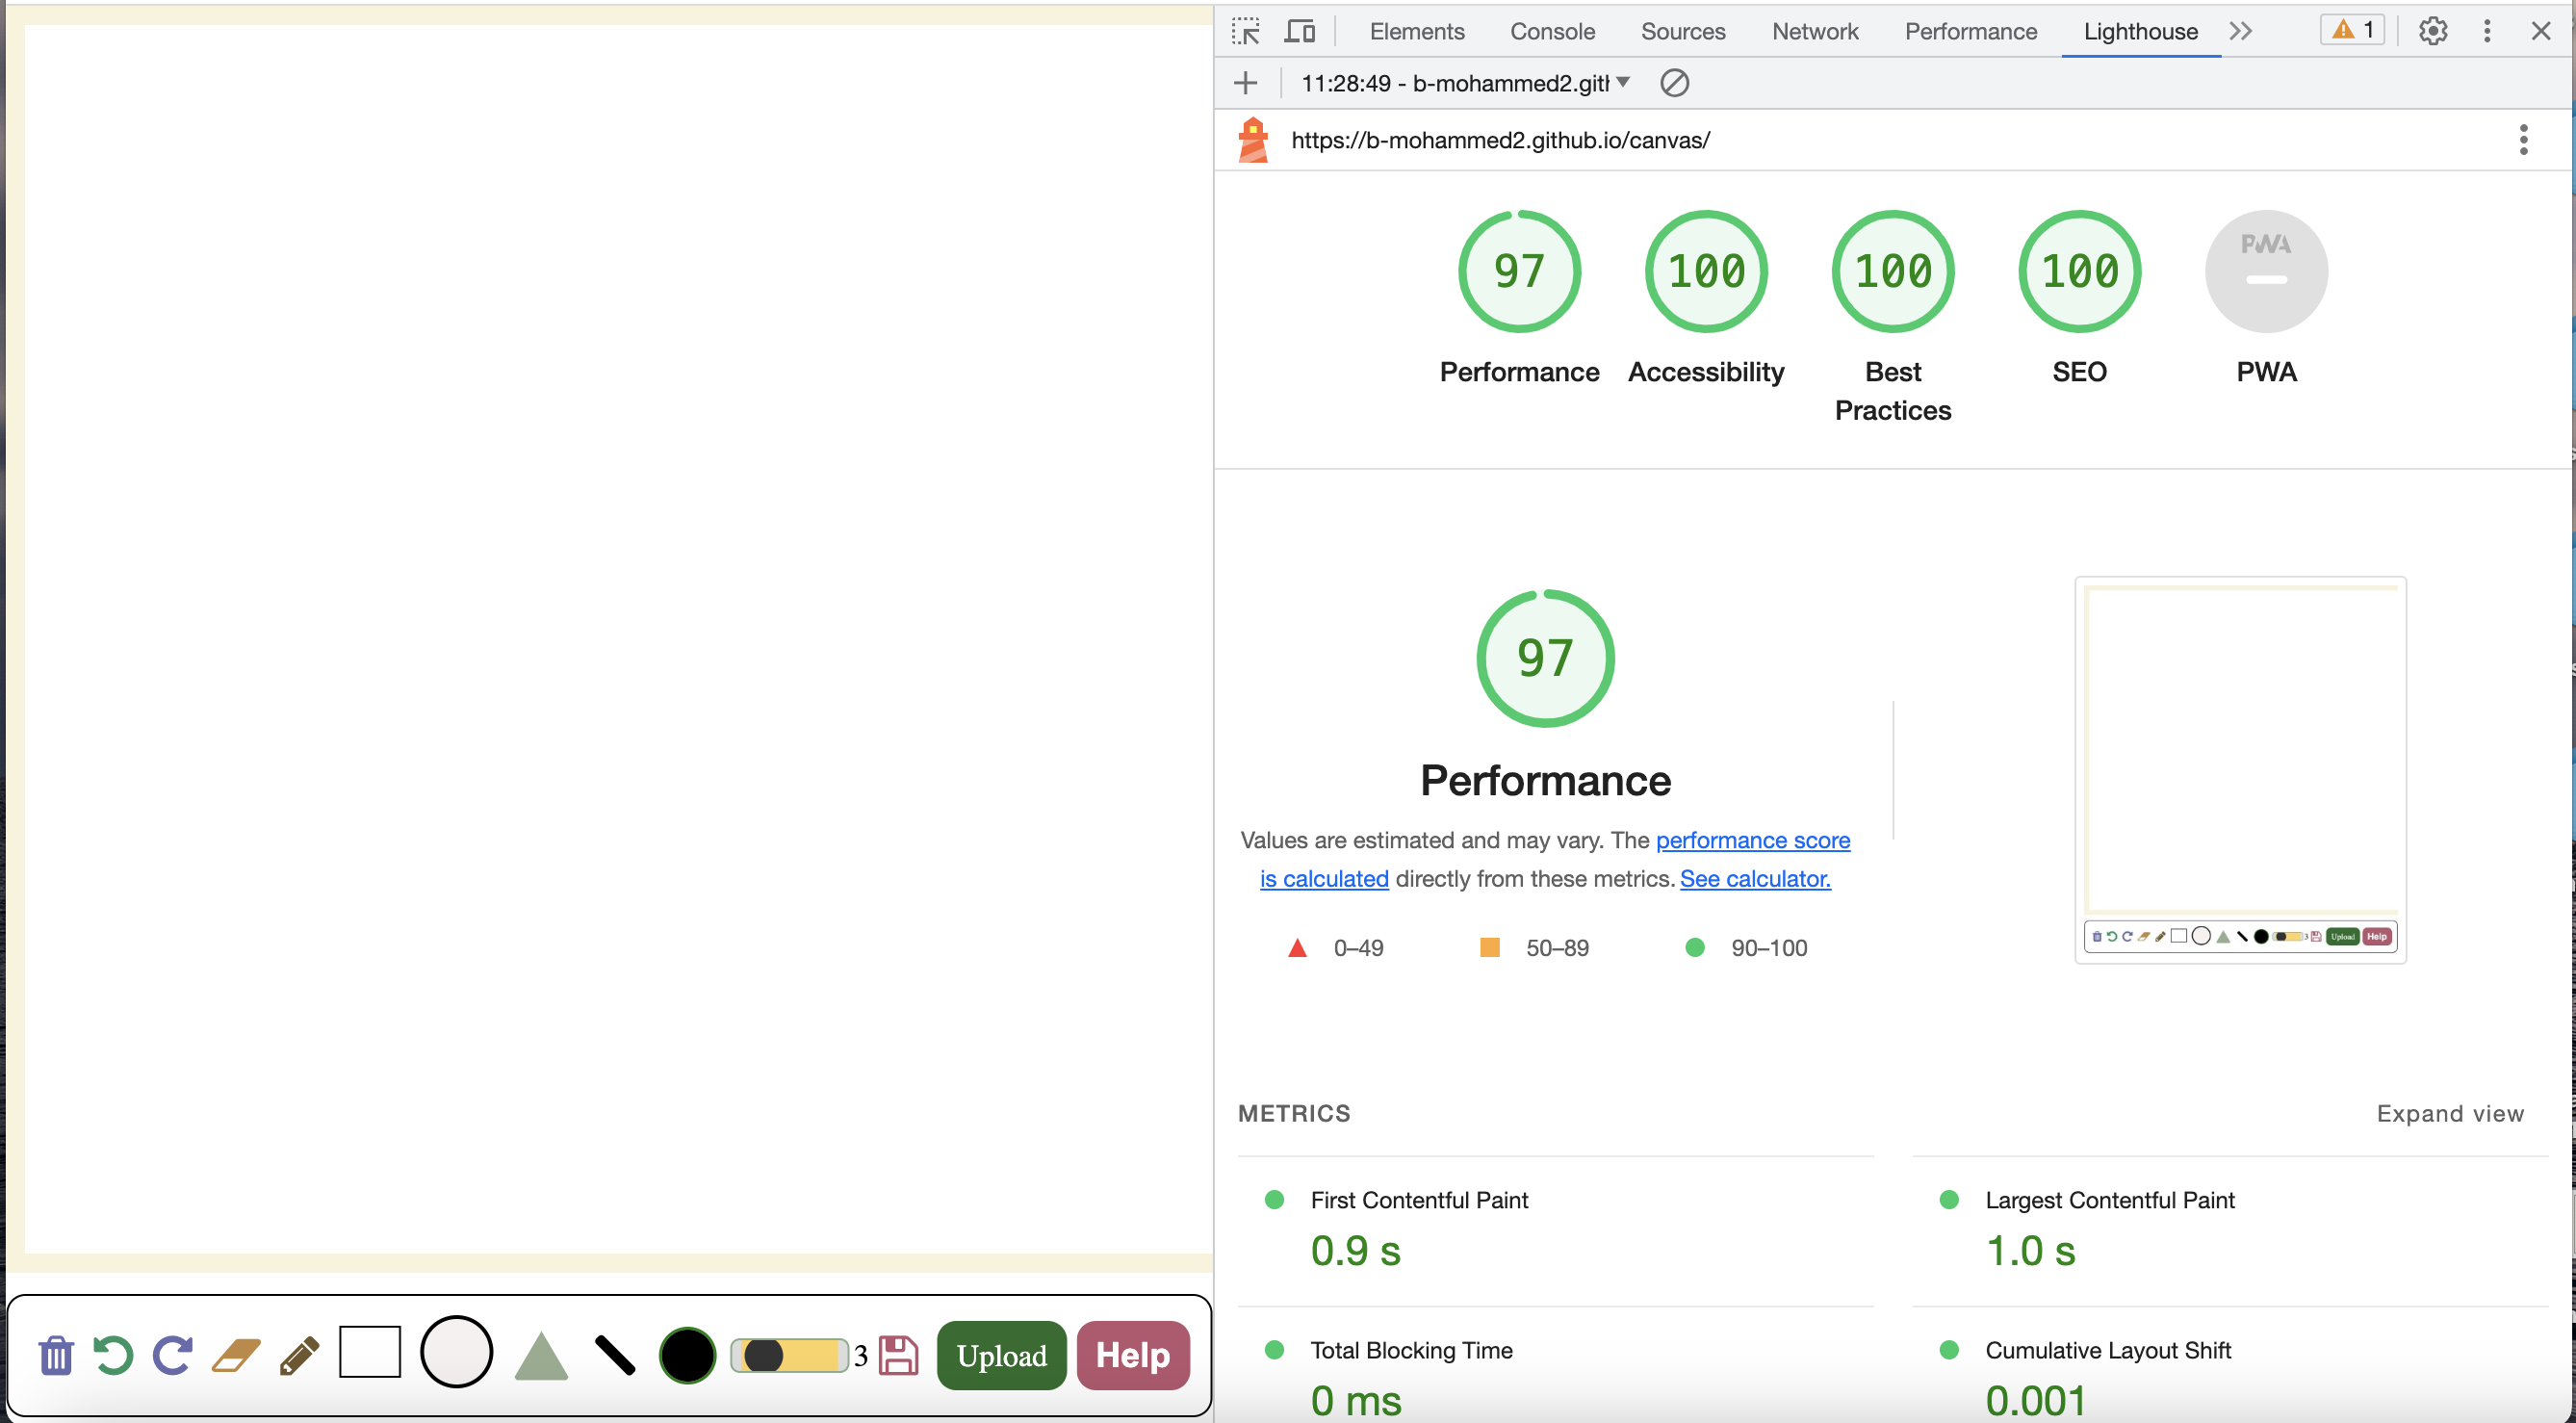 Elements Console Sources Network Performance Lighthouse 1
11:28:49 - b-mohammed2.gith
https://b-mohammed2.github.io/canvas/
97 100 100 100 PWA
Performance Accessibility Best Practices SEO PWA
97
Performance
Values are estimated and may vary. The performance score
is calculated directly from these metrics. See calculator.
0–49 50–89 90–100
Upload Help
METRICS Expand view
First Contentful Paint
0.9 s
Largest Contentful Paint
1.0 s
Total Blocking Time
0 ms
Cumulative Layout Shift
0.001
3 Upload Help